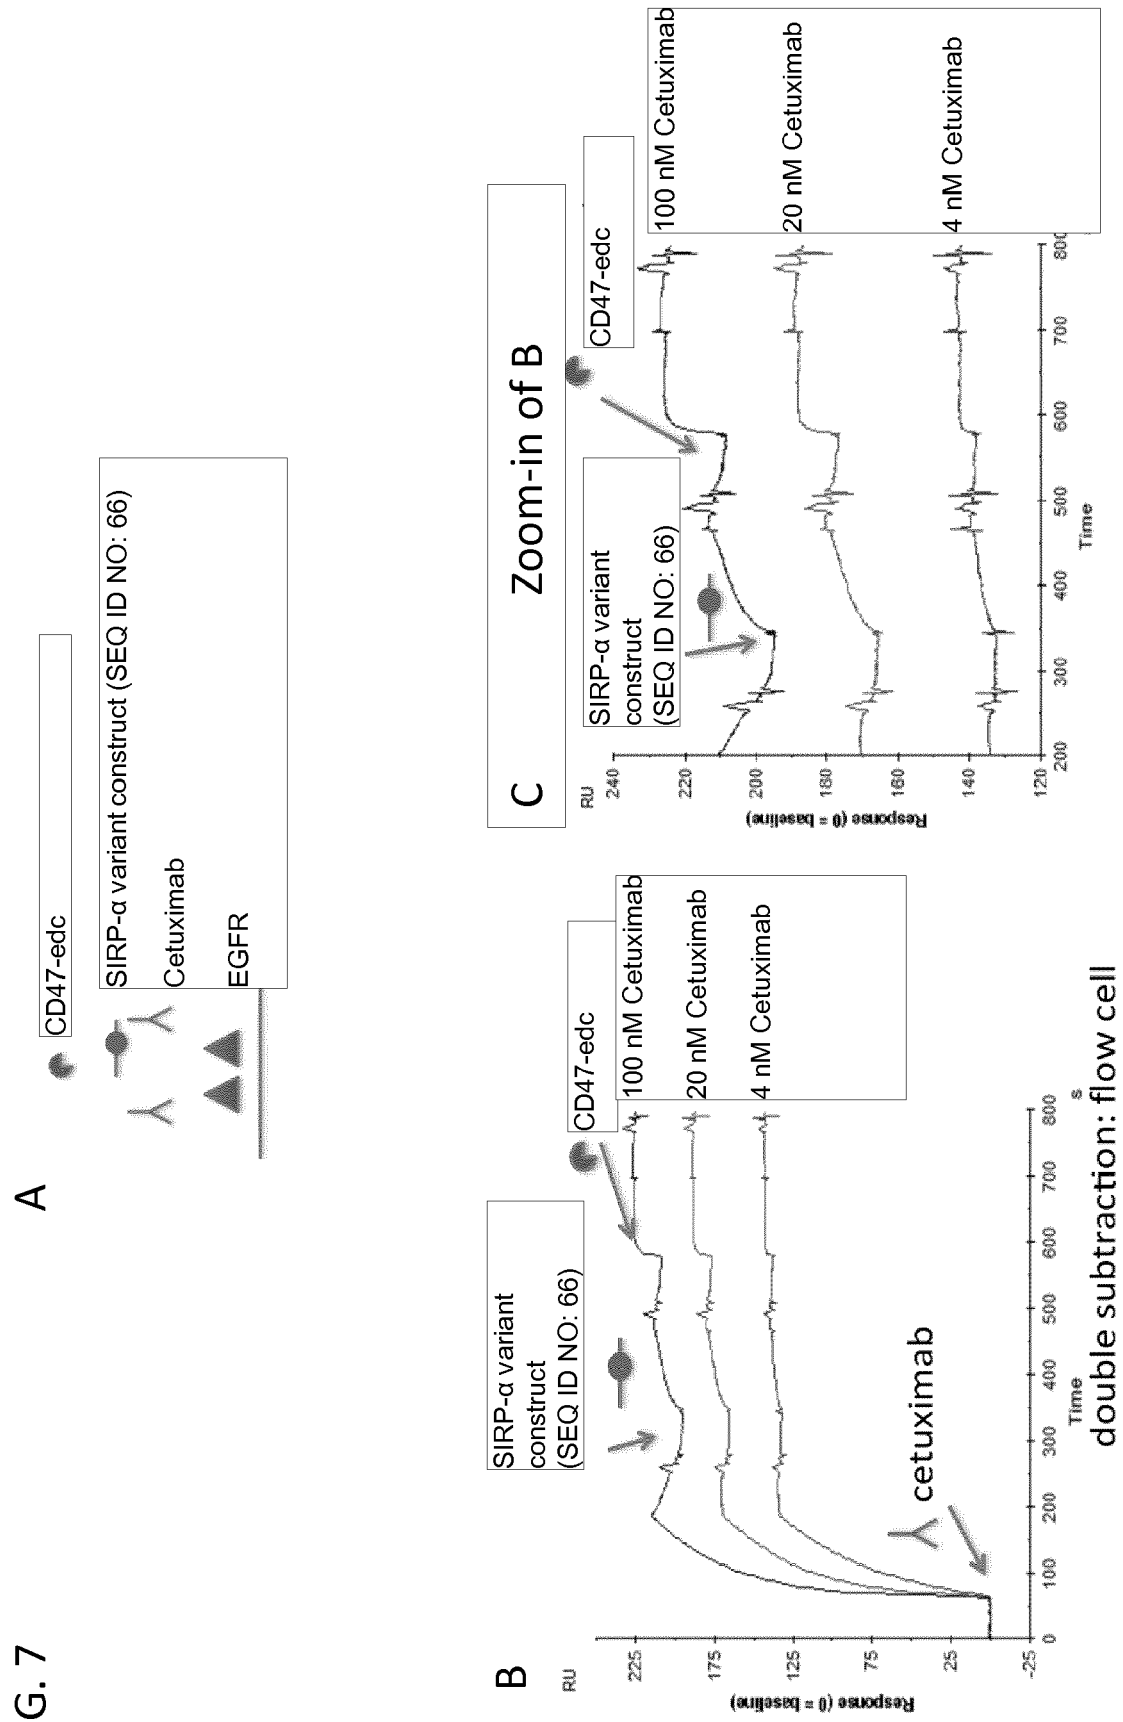 G. 7
A
CD47-edc
SIRP-α variant construct (SEQ ID NO: 66)
Cetuximab
EGFR
B
SIRP-α variant
construct
(SEQ ID NO: 66)
CD47-edc
100 nM Cetuximab
20 nM Cetuximab
4 nM Cetuximab
cetuximab
RU
225
175
125
75
25
-25
Response (0 = baseline)
0 100 200 300 400 500 600 700 800
Time s
double subtraction: flow cell
C Zoom-in of B
SIRP-α variant
construct
(SEQ ID NO: 66)
CD47-edc
100 nM Cetuximab
20 nM Cetuximab
4 nM Cetuximab
RU
240
220
200
180
160
140
120
Response (0 = baseline)
200 300 400 500 600 700 800
Time